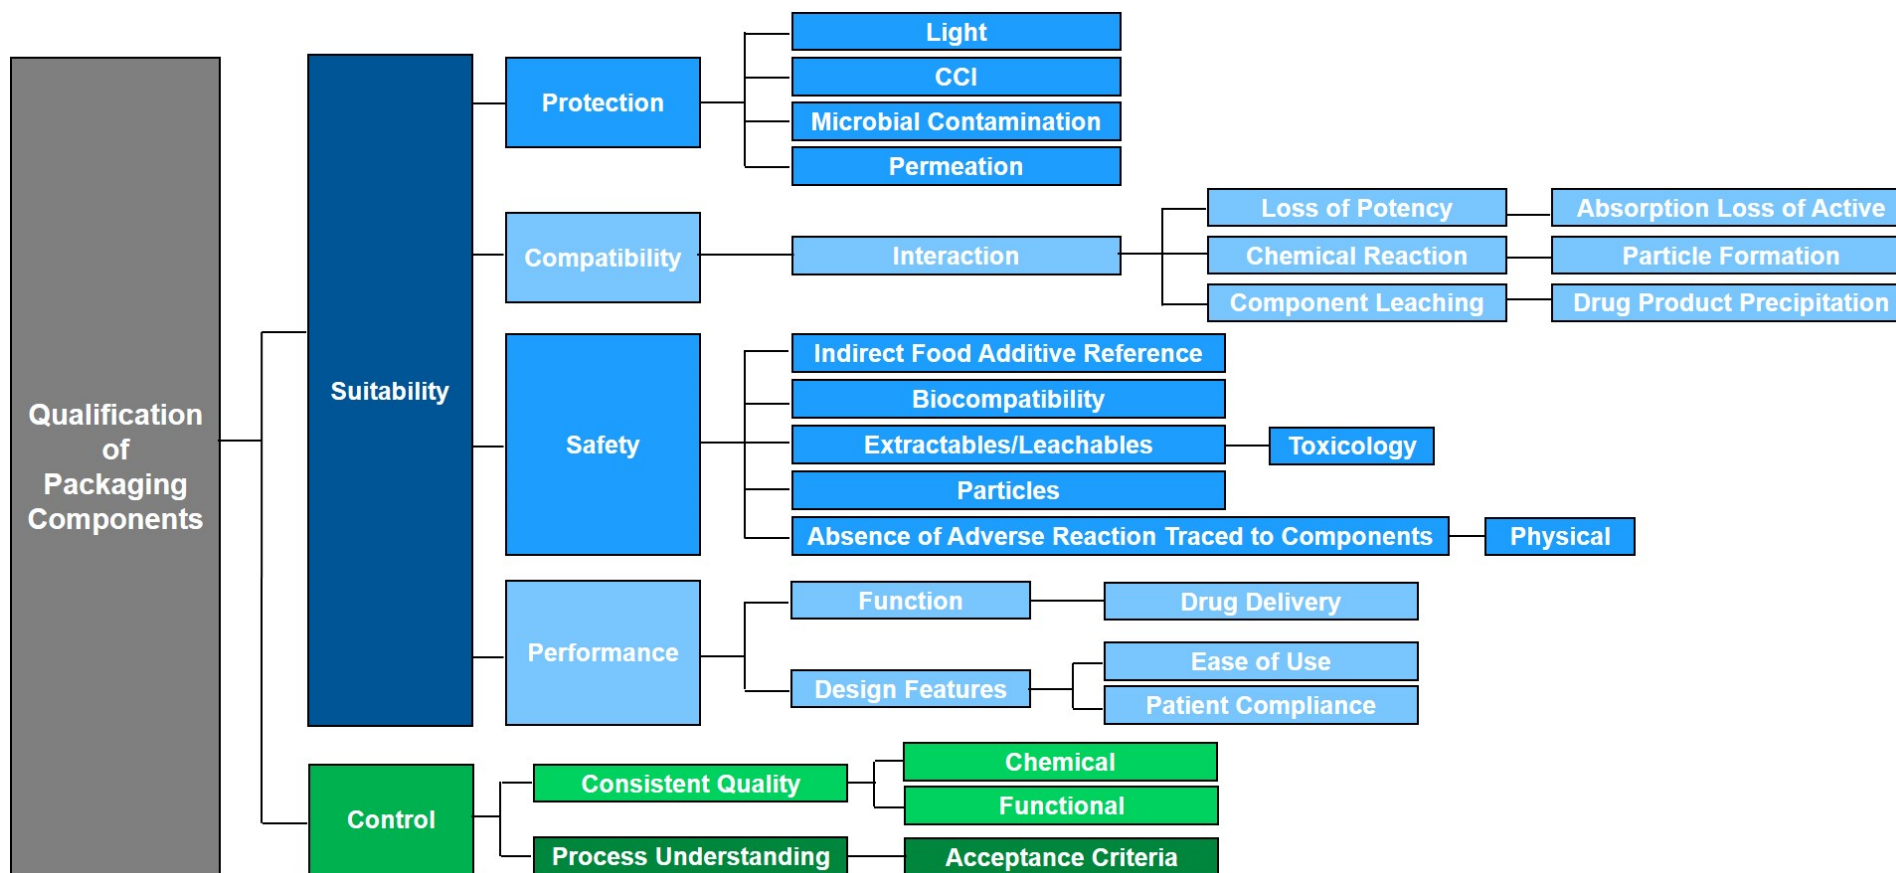 Qualification
of
Packaging
Components
Suitability
Protection
Light
CCI
Microbial Contamination
Permeation
Compatibility
Interaction
Loss of Potency
Absorption Loss of Active
Chemical Reaction
Particle Formation
Component Leaching
Drug Product Precipitation
Safety
Indirect Food Additive Reference
Biocompatibility
Extractables/Leachables
Toxicology
Particles
Absence of Adverse Reaction Traced to Components
Physical
Performance
Function
Drug Delivery
Design Features
Ease of Use
Patient Compliance
Control
Consistent Quality
Chemical
Functional
Process Understanding
Acceptance Criteria